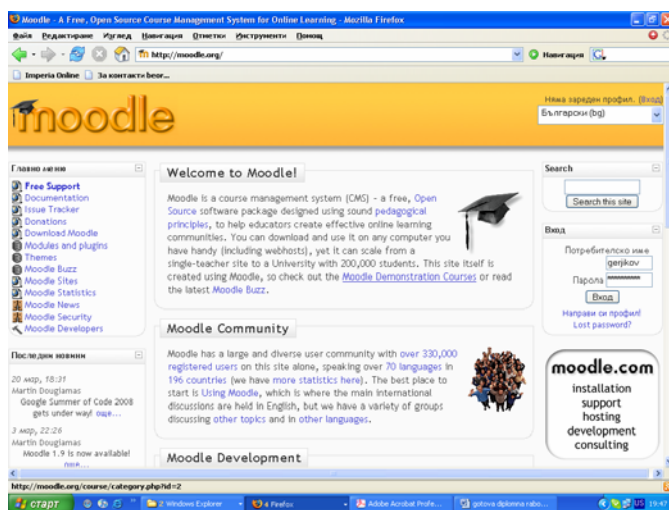 Moodle - A Free, Open Source Course Management System for Online Learning - Mozilla Firefox
Файл Редактиране Изглед Навигация Отметки Инструменти Помощ
http://moodle.org/
Навигация
Imperia Online За контакти beor...
moodle
Няма зареден профил. (Вход)
Български (bg)
Главно меню
Free Support
Documentation
Issue Tracker
Donations
Download Moodle
Modules and plugins
Themes
Moodle Buzz
Moodle Sites
Moodle Statistics
Moodle News
Moodle Security
Moodle Developers
Последни новини
20 мар, 18:31
Martin Dougiamas
Google Summer of Code 2008
gets under way! още...
3 мар, 22:26
Martin Dougiamas
Moodle 1.9 is now available!
още...
Welcome to Moodle!
Moodle is a course management system (CMS) - a free, Open
Source software package designed using sound pedagogical
principles, to help educators create effective online learning
communities. You can download and use it on any computer you
have handy (including webhosts), yet it can scale from a
single-teacher site to a University with 200,000 students. This site itself is
created using Moodle, so check out the Moodle Demonstration Courses or read
the latest Moodle Buzz.
Moodle Community
Moodle has a large and diverse user community with over 330,000
registered users on this site alone, speaking over 70 languages in
196 countries (we have more statistics here). The best place to
start is Using Moodle, which is where the main international
discussions are held in English, but we have a variety of groups
discussing other topics and in other languages.
Moodle Development
Search
Search this site
Вход
Потребителско име
gerjikov
Парола
Вход
Направи си профил!
Lost password?
moodle.com
installation
support
hosting
development
consulting
http://moodle.org/course/category.php?id=2
старт
2 Windows Explorer
4 Firefox
Adobe Acrobat Profe...
gotova diplomna rabo...
US
19:47